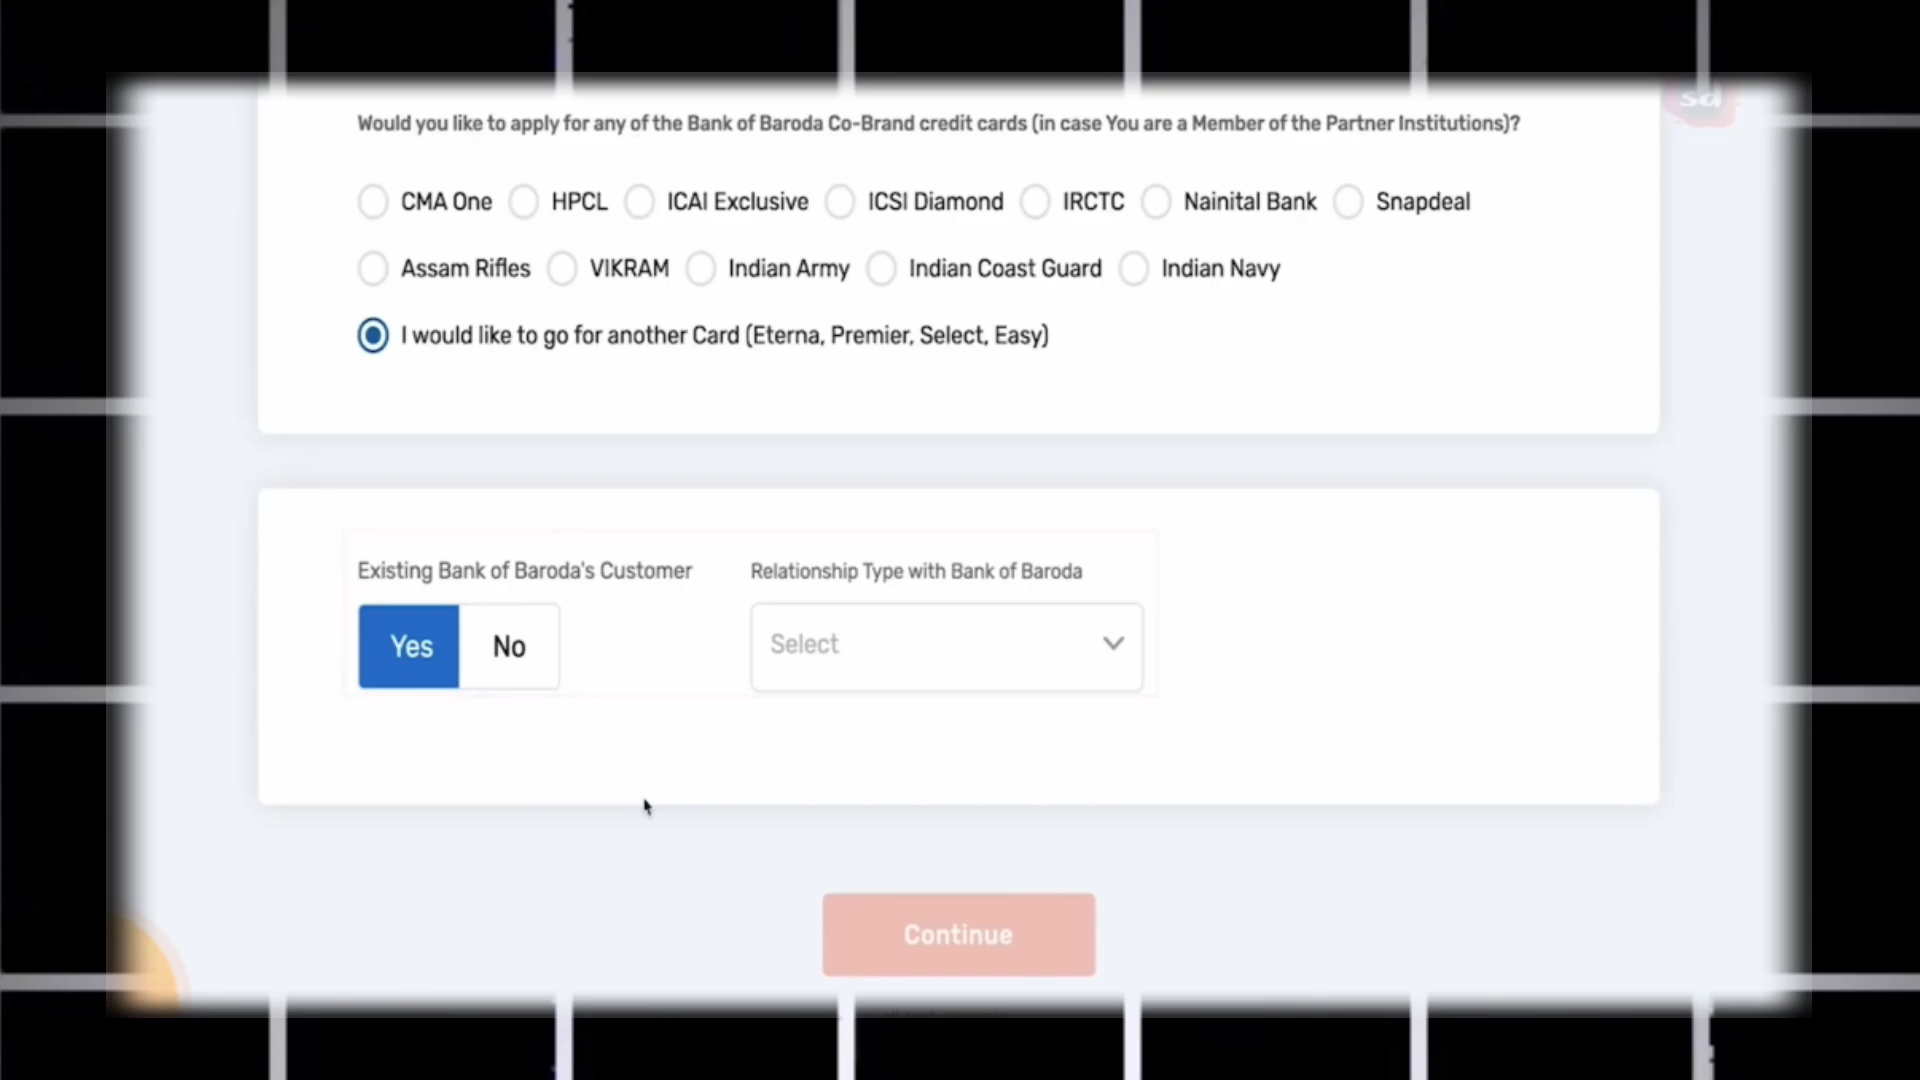 sd
Would you like to apply for any of the Bank of Baroda Co-Brand credit cards (in case You are a Member of the Partner Institutions)?
CMA One HPCL ICAI Exclusive ICSI Diamond IRCTC Nainital Bank Snapdeal
Assam Rifles VIKRAM Indian Army Indian Coast Guard Indian Navy
I would like to go for another Card (Eterna, Premier, Select, Easy)
Existing Bank of Baroda's Customer Relationship Type with Bank of Baroda
Yes No Select
Continue